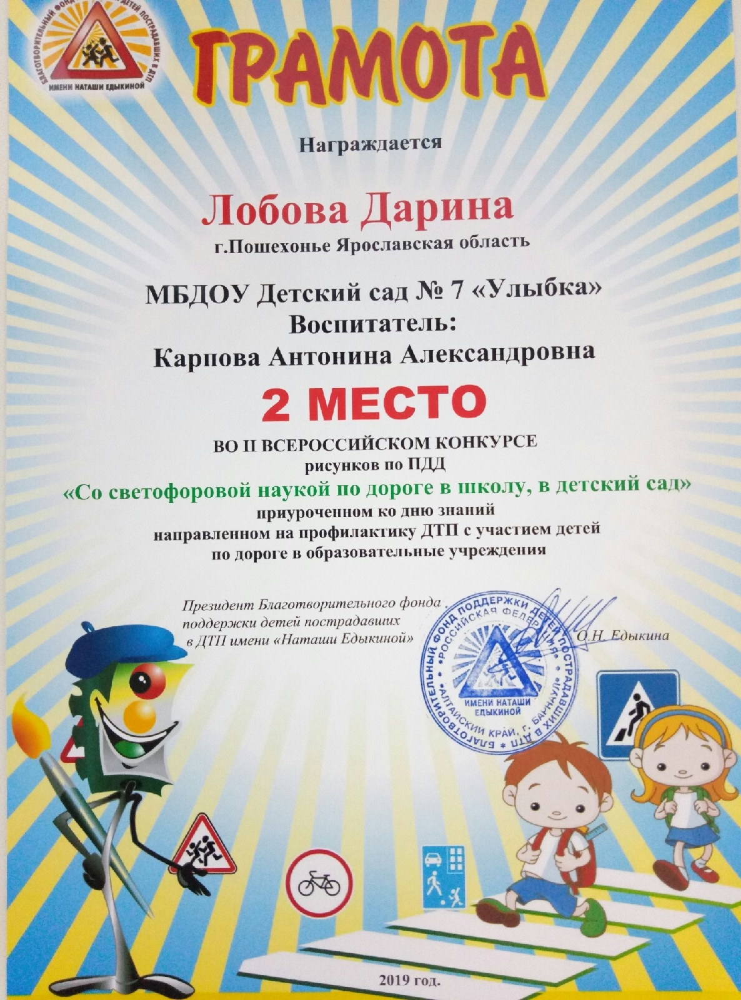 БЛАГОТВОРИТЕЛЬНЫЙ ФОНД ДЕТЕЙ ПОСТРАДАВШИХ В ДТП
ИМЕНИ НАТАШИ ЕДЫКИНОЙ
ГРАМОТА
Награждается
Лобова Дарина
г.Пошехонье Ярославская область
МБДОУ Детский сад № 7 «Улыбка»
Воспитатель:
Карпова Антонина Александровна
2 МЕСТО
ВО II ВСЕРОССИЙСКОМ КОНКУРСЕ
рисунков по ПДД
«Со светофоровой наукой по дороге в школу, в детский сад»
приуроченном ко дню знаний
направленном на профилактику ДТП с участием детей
по дороге в образовательные учреждения
Президент Благотворительного фонда
поддержки детей пострадавших
в ДТП имени «Наташи Едыкиной»
О.Н. Едыкина
БЛАГОТВОРИТЕЛЬНЫЙ ФОНД ПОДДЕРЖКИ ДЕТЕЙ ПОСТРАДАВШИХ В ДТП
РОССИЙСКАЯ ФЕДЕРАЦИЯ
АЛТАЙСКИЙ КРАЙ, г. БАРНАУЛ
ИМЕНИ НАТАШИ
ЕДЫКИНОЙ
2019 год.